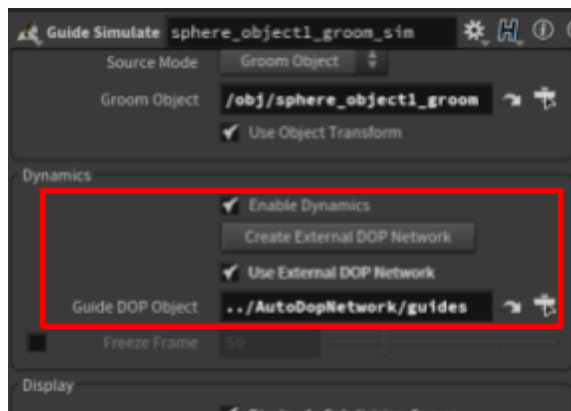 Guide Simulate sphere_object1_groom_sim
Source Mode Groom Object
Groom Object /obj/sphere_object1_groom
Use Object Transform
Dynamics
Enable Dynamics
Create External DOP Network
Use External DOP Network
Guide DOP Object ../AutoDopNetwork/guides
Freeze Frame 50
Display